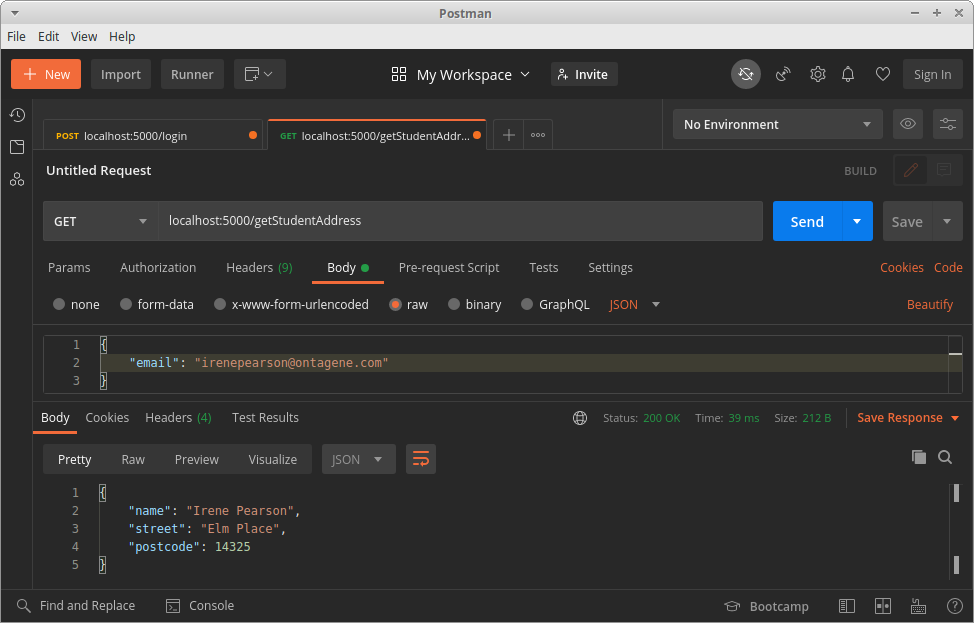 Postman
File Edit View Help
+ New Import Runner My Workspace Invite Sign In
POST localhost:5000/login GET localhost:5000/getStudentAddr... + ooo No Environment
Untitled Request BUILD
GET localhost:5000/getStudentAddress Send Save
Params Authorization Headers (9) Body Pre-request Script Tests Settings Cookies Code
none form-data x-www-form-urlencoded raw binary GraphQL JSON Beautify
1 {
2 "email": "irenepearson@ontagene.com"
3 }
Body Cookies Headers (4) Test Results Status: 200 OK Time: 39 ms Size: 212 B Save Response
Pretty Raw Preview Visualize JSON
1 {
2 "name": "Irene Pearson",
3 "street": "Elm Place",
4 "postcode": 14325
5 }
Find and Replace Console Bootcamp ?